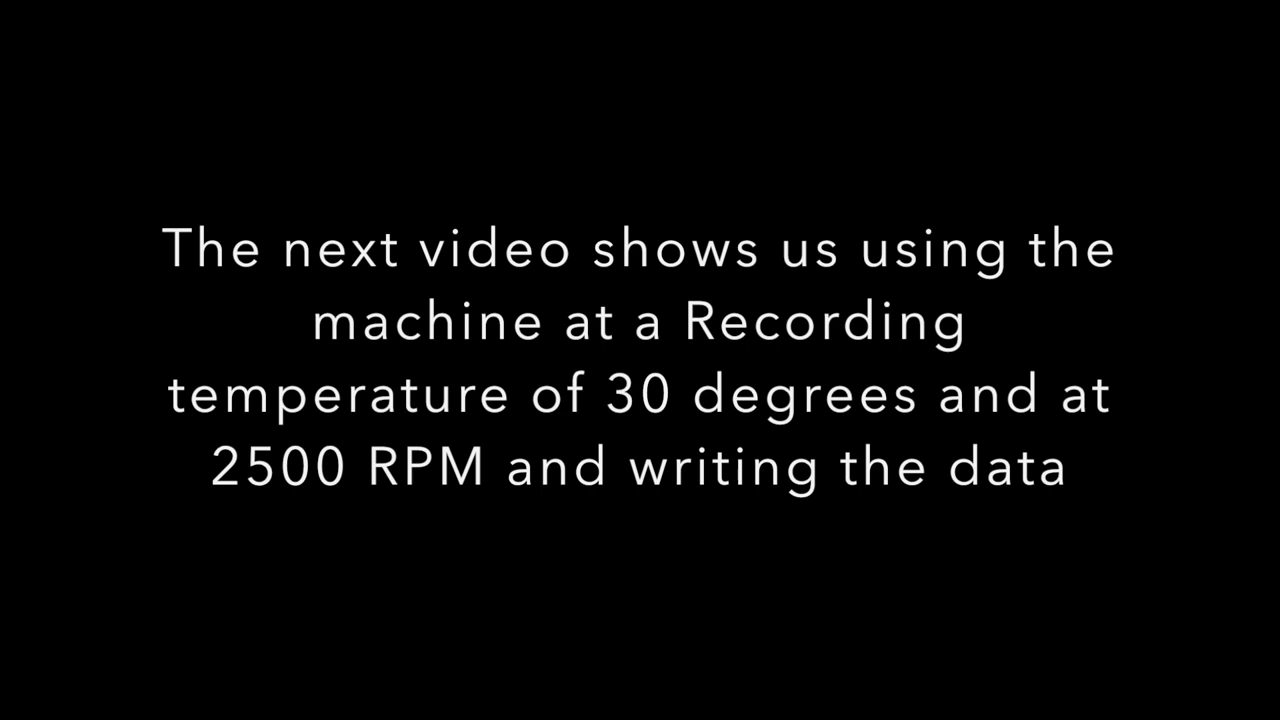 The next video shows us using the
machine at a Recording
temperature of 30 degrees and at
2500 RPM and writing the data